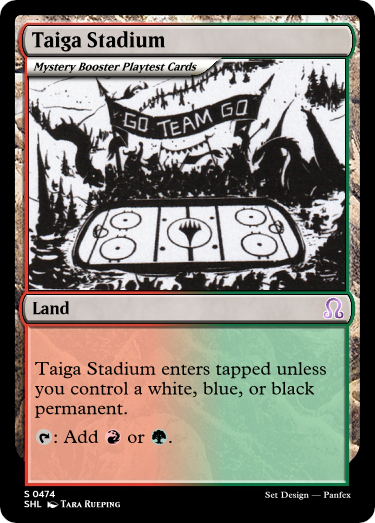 Taiga Stadium
Mystery Booster Playtest Cards
GO TEAM GO
Land
Taiga Stadium enters tapped unless
you control a white, blue, or black
permanent.
: Add or .
S 0474
SHL TARA RUEPING
Set Design — Panfex